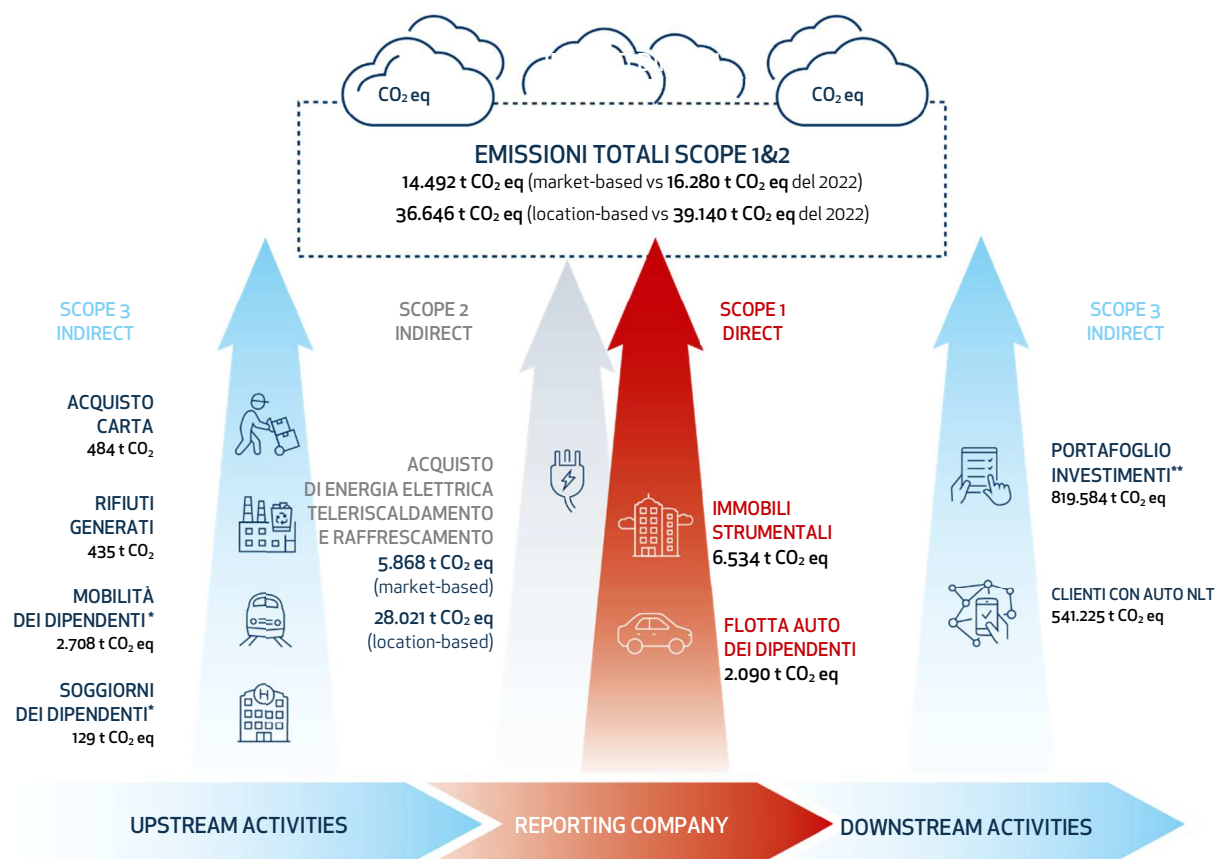 CO₂ eq
CO₂ eq
EMISSIONI TOTALI SCOPE 1&2
14.492 t CO₂ eq (market-based vs 16.280 t CO₂ eq del 2022)
36.646 t CO₂ eq (location-based vs 39.140 t CO₂ eq del 2022)
SCOPE 3
INDIRECT
ACQUISTO
CARTA
484 t CO₂
RIFIUTI
GENERATI
435 t CO₂
MOBILITÀ
DEI DIPENDENTI*
2.708 t CO₂ eq
SOGGIORNI
DEI DIPENDENTI*
129 t CO₂ eq
H
SCOPE 2
INDIRECT
ACQUISTO
DI ENERGIA ELETTRICA
TELERISCALDAMENTO
E RAFFRESCAMENTO
5.868 t CO₂ eq
(market-based)
28.021 t CO₂ eq
(location-based)
SCOPE 1
DIRECT
IMMOBILI
STRUMENTALI
6.534 t CO₂ eq
FLOTTA AUTO
DEI DIPENDENTI
2.090 t CO₂ eq
SCOPE 3
INDIRECT
PORTAFOGLIO
INVESTIMENTI**
819.584 t CO₂ eq
CLIENTI CON AUTO NLT
541.225 t CO₂ eq
UPSTREAM ACTIVITIES
REPORTING COMPANY
DOWNSTREAM ACTIVITIES